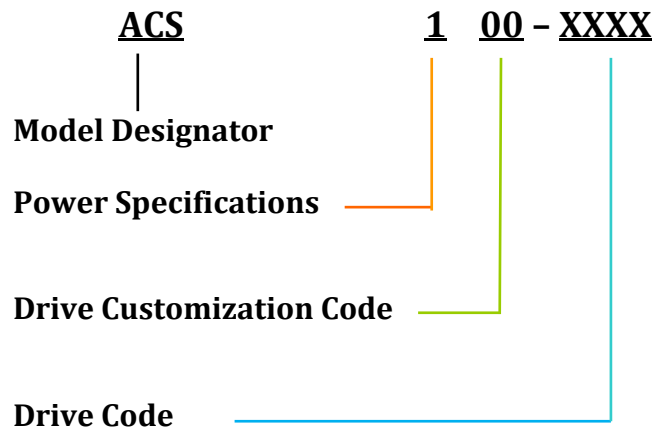 ACS 1 00 – XXXX
Model Designator
Power Specifications
Drive Customization Code
Drive Code